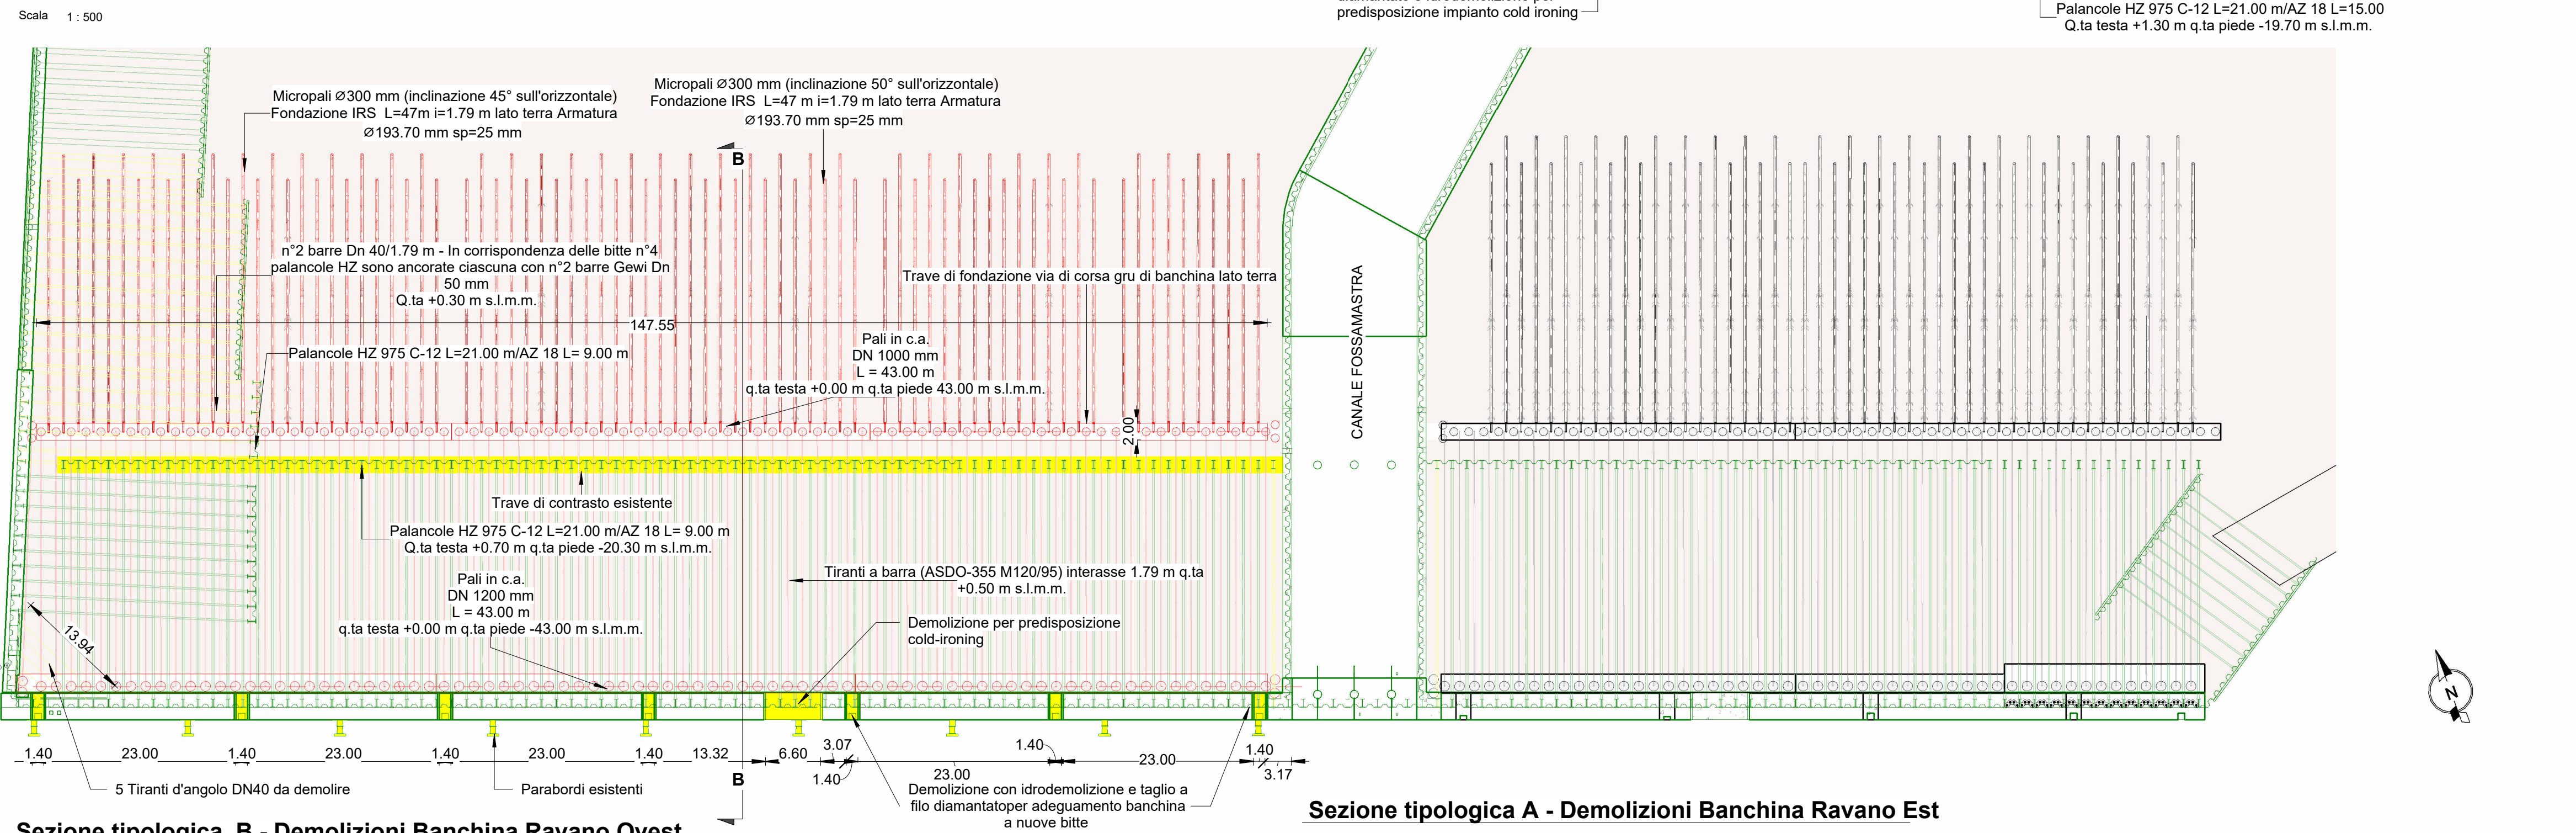 Scala 1 : 500
predisposizione impianto cold ironing
Palancole HZ 975 C-12 L=21.00 m/AZ 18 L=15.00
Q.ta testa +1.30 m q.ta piede -19.70 m s.l.m.m.
Micropali Ø300 mm (inclinazione 45° sull'orizzontale)
Fondazione IRS L=47m i=1.79 m lato terra Armatura
Ø193.70 mm sp=25 mm
Micropali Ø300 mm (inclinazione 50° sull'orizzontale)
Fondazione IRS L=47 m i=1.79 m lato terra Armatura
Ø193.70 mm sp=25 mm
B
n°2 barre Dn 40/1.79 m - In corrispondenza delle bitte n°4
palancole HZ sono ancorate ciascuna con n°2 barre Gewi Dn
50 mm
Q.ta +0.30 m s.l.m.m.
Trave di fondazione via di corsa gru di banchina lato terra
147.55
Palancole HZ 975 C-12 L=21.00 m/AZ 18 L= 9.00 m
Pali in c.a.
DN 1000 mm
L = 43.00 m
q.ta testa +0.00 m q.ta piede 43.00 m s.l.m.m.
2.00
CANALE FOSSAMASTRA
Trave di contrasto esistente
Palancole HZ 975 C-12 L=21.00 m/AZ 18 L= 9.00 m
Q.ta testa +0.70 m q.ta piede -20.30 m s.l.m.m.
Pali in c.a.
DN 1200 mm
L = 43.00 m
q.ta testa +0.00 m q.ta piede -43.00 m s.l.m.m.
Tiranti a barra (ASDO-355 M120/95) interasse 1.79 m q.ta
+0.50 m s.l.m.m.
Demolizione per predisposizione
cold-ironing
13.94
N
1.40 23.00 1.40 23.00 1.40 23.00 1.40 13.32 6.60 3.07 1.40 23.00 1.40 23.00 1.40 3.17
B
5 Tiranti d'angolo DN40 da demolire
Parabordi esistenti
Demolizione con idrodemolizione e taglio a
filo diamantatoper adeguamento banchina
a nuove bitte
Sezione tipologica A - Demolizioni Banchina Ravano Est
Sezione tipologica B - Demolizioni Banchina Ravano Ovest